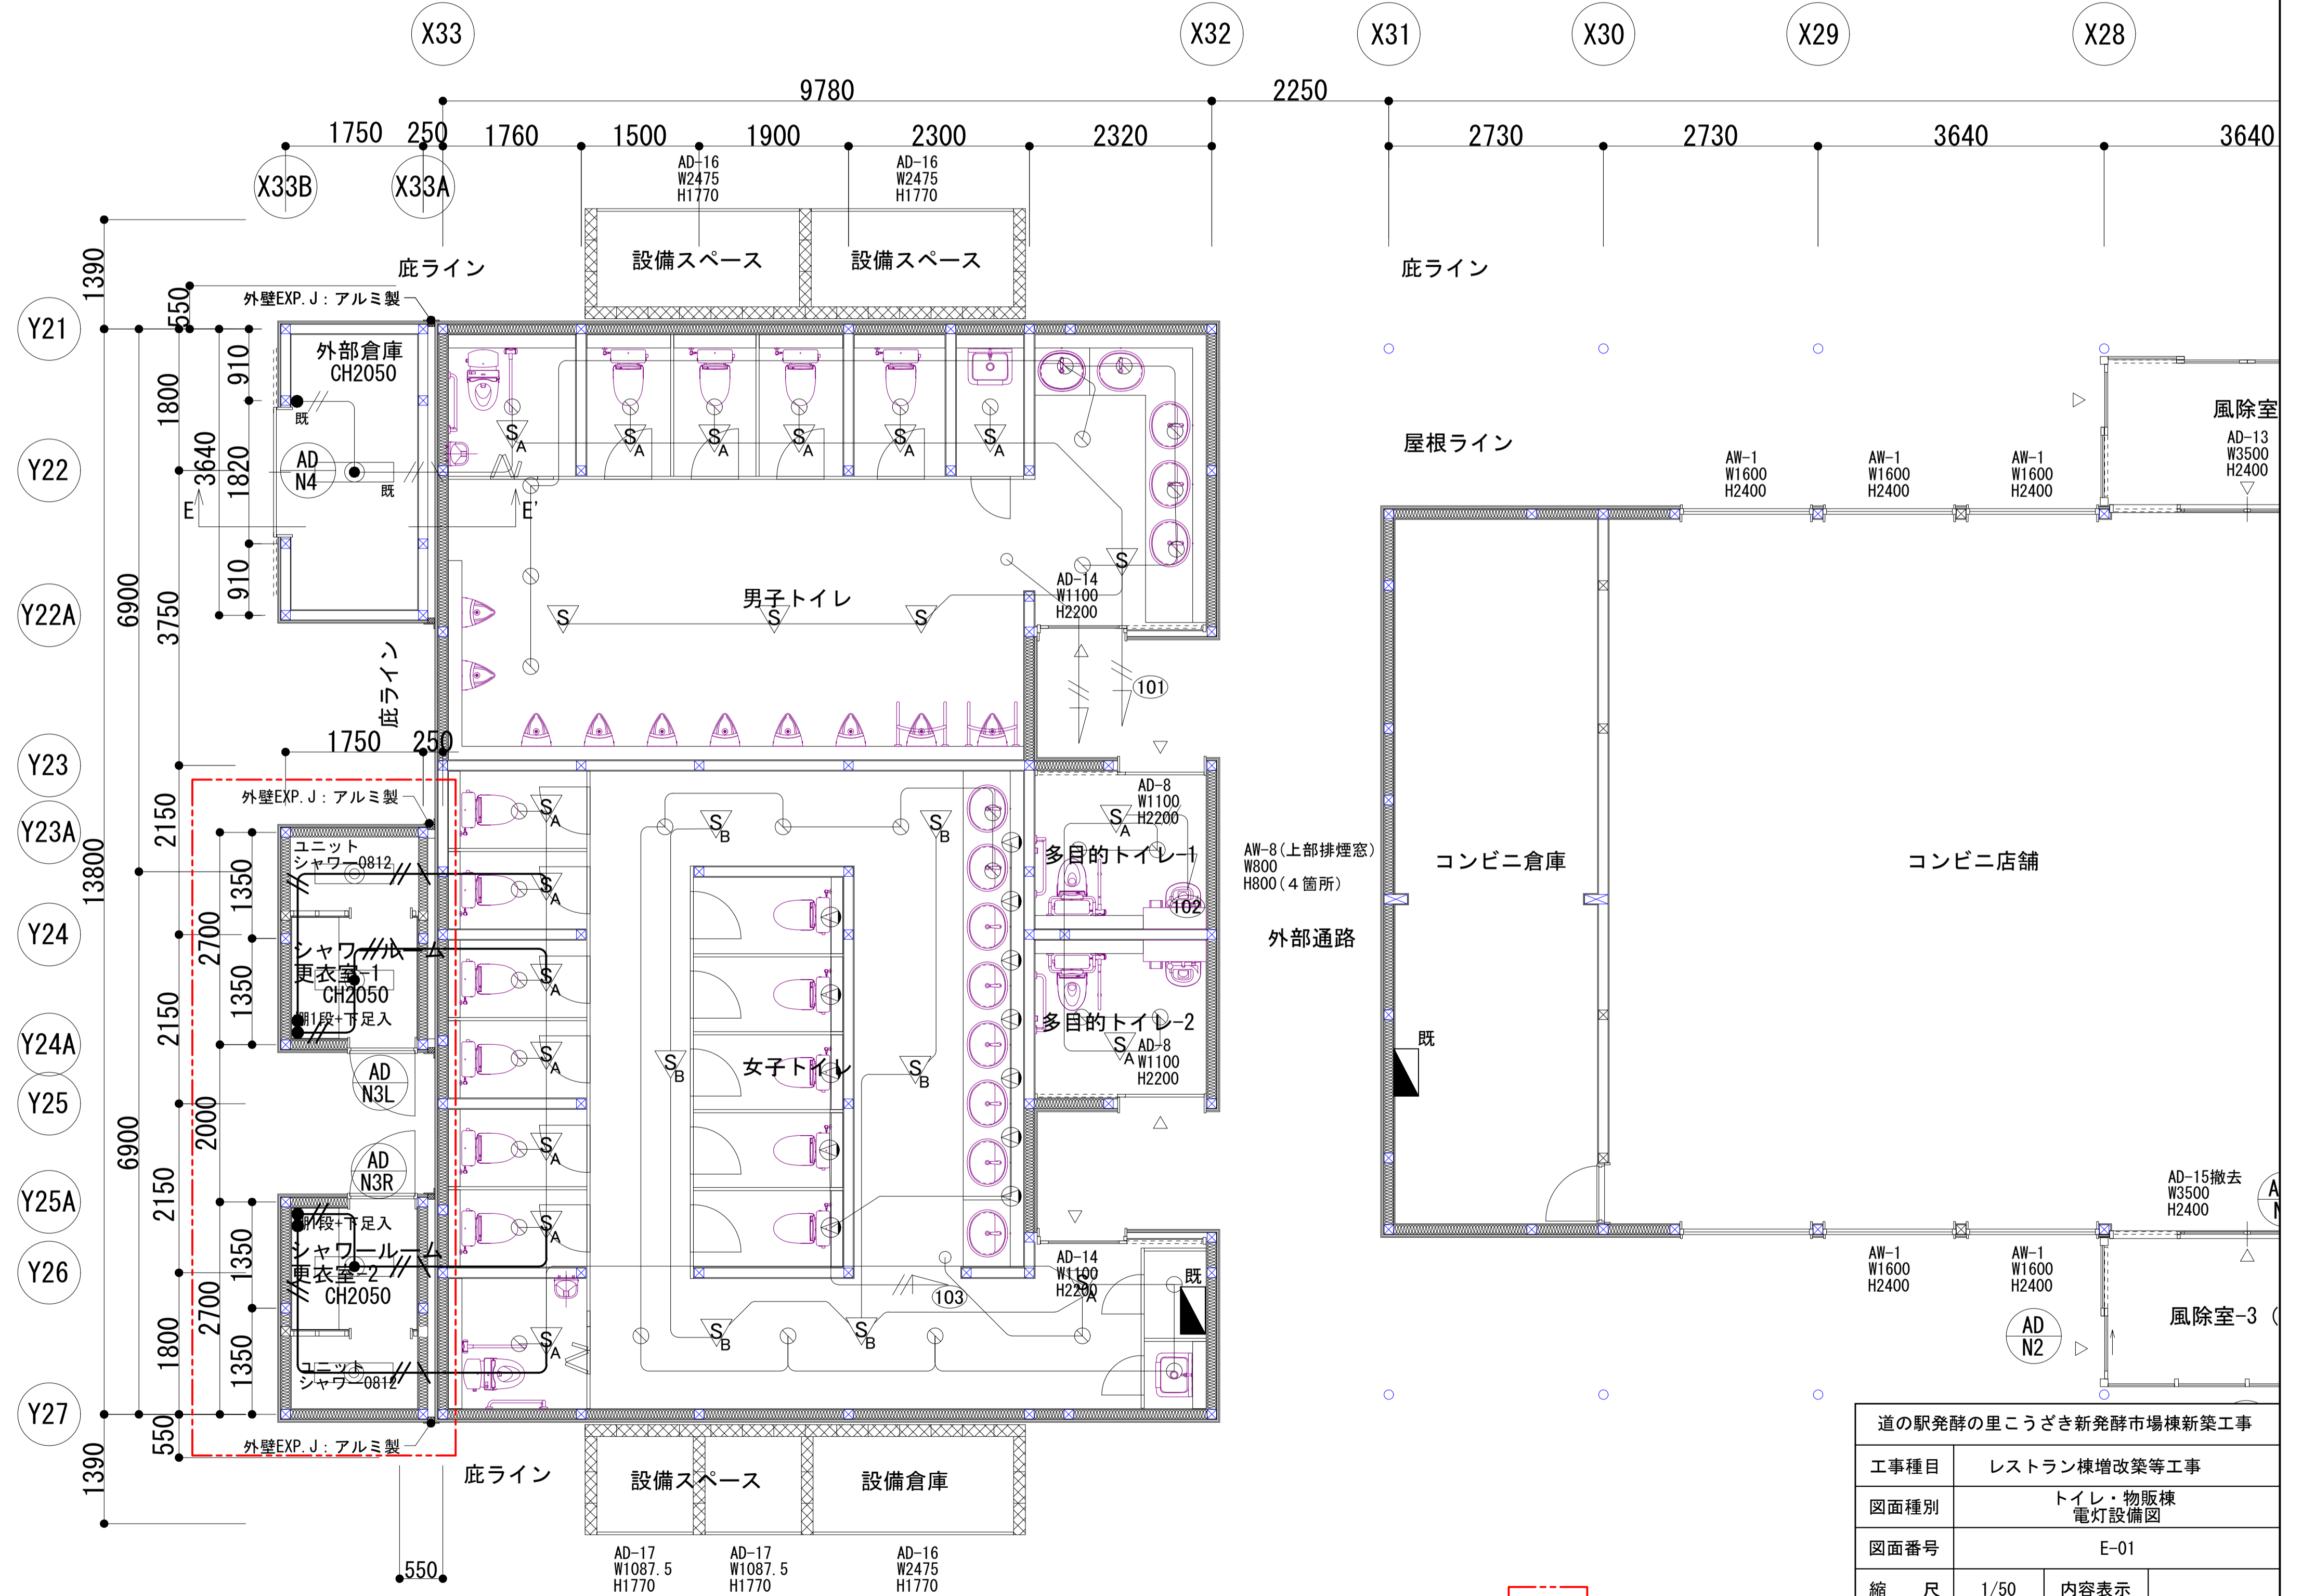 X33
X32
X31
X30
X29
X28
9780
2250
1750
250
1760
1500
1900
2300
2320
2730
2730
3640
3640
X33B
X33A
AD-16
W2475
H1770
AD-16
W2475
H1770
1390
550
庇ライン
設備スペース
設備スペース
庇ライン
外壁EXP.J：アルミ製
Y21
外部倉庫
CH2050
910
1800
既
3640
1820
Y22
AD
N4
既
E
E'
S A
S A
S A
S A
S A
S A
屋根ライン
AW-1
W1600
H2400
AW-1
W1600
H2400
AW-1
W1600
H2400
風除室
AD-13
W3500
H2400
910
6900
3750
Y22A
男子トイレ
S
S
S
S
AD-14
W1100
H2200
庇ライン
101
1750
250
Y23
外壁EXP.J：アルミ製
2150
Y23A
13800
ユニット
シャワー0812
1350
2700
1350
Y24
シャワールーム
更衣室-1
CH2050
棚1段+下足入
2150
Y24A
AD
N3L
Y25
2000
6900
AD
N3R
2150
Y25A
棚1段+下足入
シャワールーム
更衣室-2
CH2050
1350
2700
Y26
1800
1350
ユニット
シャワー0812
Y27
550
外壁EXP.J：アルミ製
1390
S A
S A
S A
S A
S A
S A
S A
S B
S B
S B
S B
S B
S B
女子トイレ
AD-8
W1100
H2200
S A
多目的トイレ-1
102
多目的トイレ-2
S A
AD-8
W1100
H2200
AD-14
W1100
H2200
S A
103
既
AW-8(上部排煙窓)
W800
H800(４箇所)
外部通路
コンビニ倉庫
コンビニ店舗
既
AD-15撤去
W3500
H2400
AW-1
W1600
H2400
AW-1
W1600
H2400
AD
N2
風除室-3 (
庇ライン
設備スペース
設備倉庫
550
AD-17
W1087.5
H1770
AD-17
W1087.5
H1770
AD-16
W2475
H1770
道の駅発酵の里こうざき新発酵市場棟新築工事
工事種目
レストラン棟増改築等工事
図面種別
トイレ・物販棟
電灯設備図
図面番号
E-01
縮 尺
1/50
内容表示